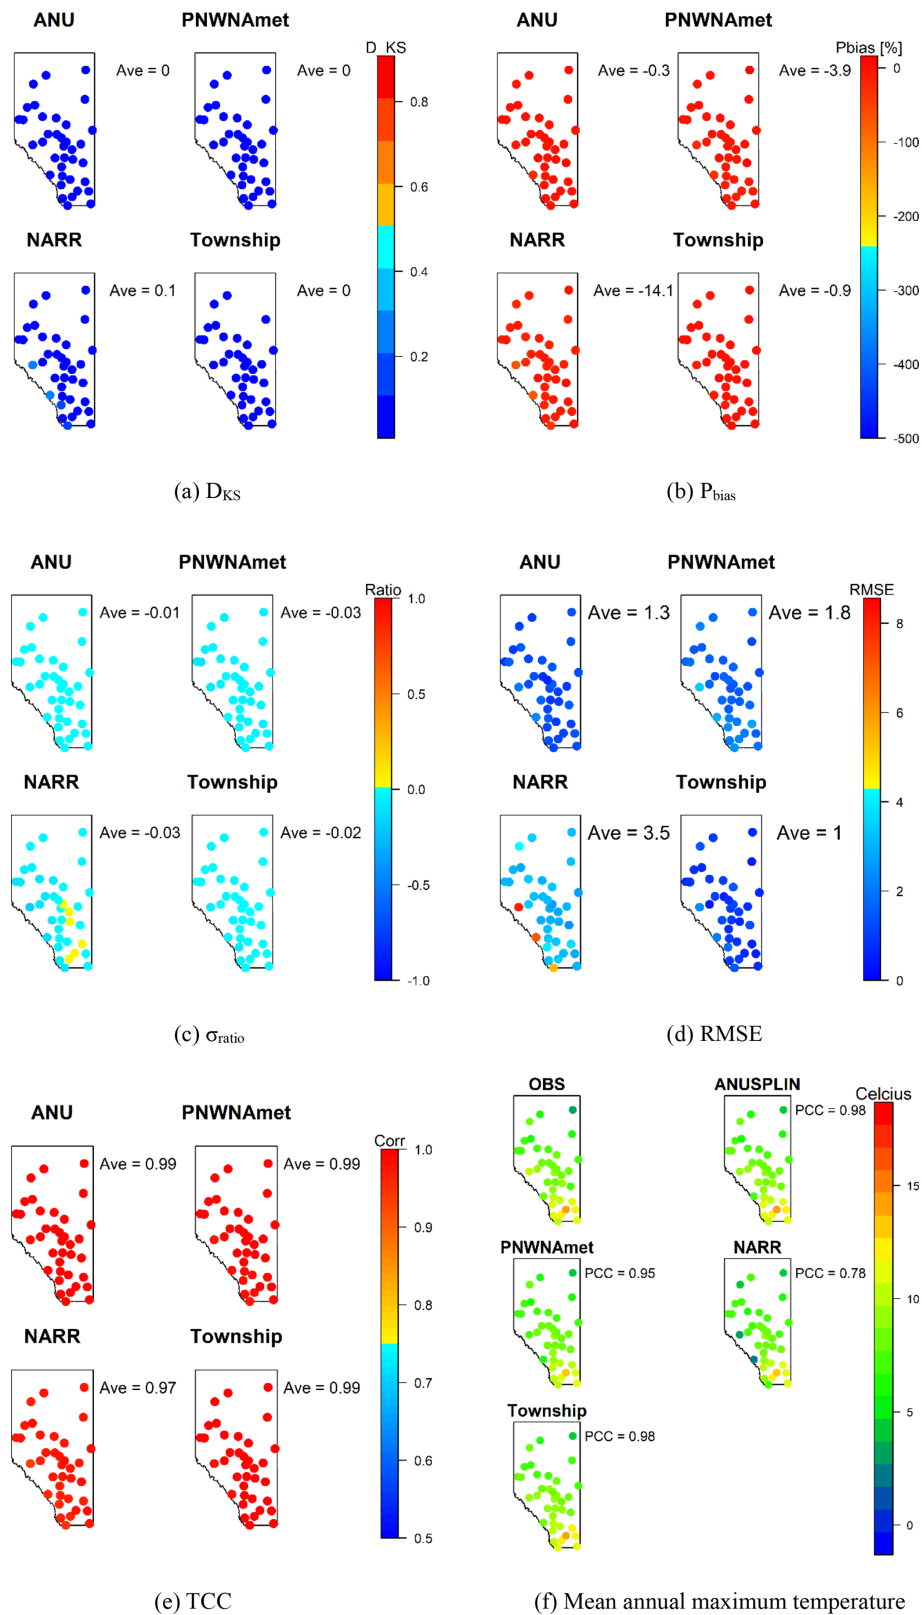 ANU PNWNAmet
D_KS
Ave = 0 Ave = 0
0.8
0.6
0.4
0.2
NARR Township
Ave = 0.1 Ave = 0
(a) DKS
ANU PNWNAmet
Pbias [%]
Ave = -0.3 Ave = -3.9
0
-100
-200
-300
-400
-500
NARR Township
Ave = -14.1 Ave = -0.9
(b) Pbias
ANU PNWNAmet
Ratio
Ave = -0.01 Ave = -0.03
1.0
0.5
0.0
-0.5
-1.0
NARR Township
Ave = -0.03 Ave = -0.02
(c) σratio
ANU PNWNAmet
RMSE
Ave = 1.3 Ave = 1.8
8
6
4
2
0
NARR Township
Ave = 3.5 Ave = 1
(d) RMSE
ANU PNWNAmet
Corr
Ave = 0.99 Ave = 0.99
1.0
0.9
0.8
0.7
0.6
0.5
NARR Township
Ave = 0.97 Ave = 0.99
(e) TCC
OBS ANUSPLIN
Celcius
PCC = 0.98
15
10
5
0
PNWNAmet NARR
PCC = 0.95 PCC = 0.78
Township
PCC = 0.98
(f) Mean annual maximum temperature